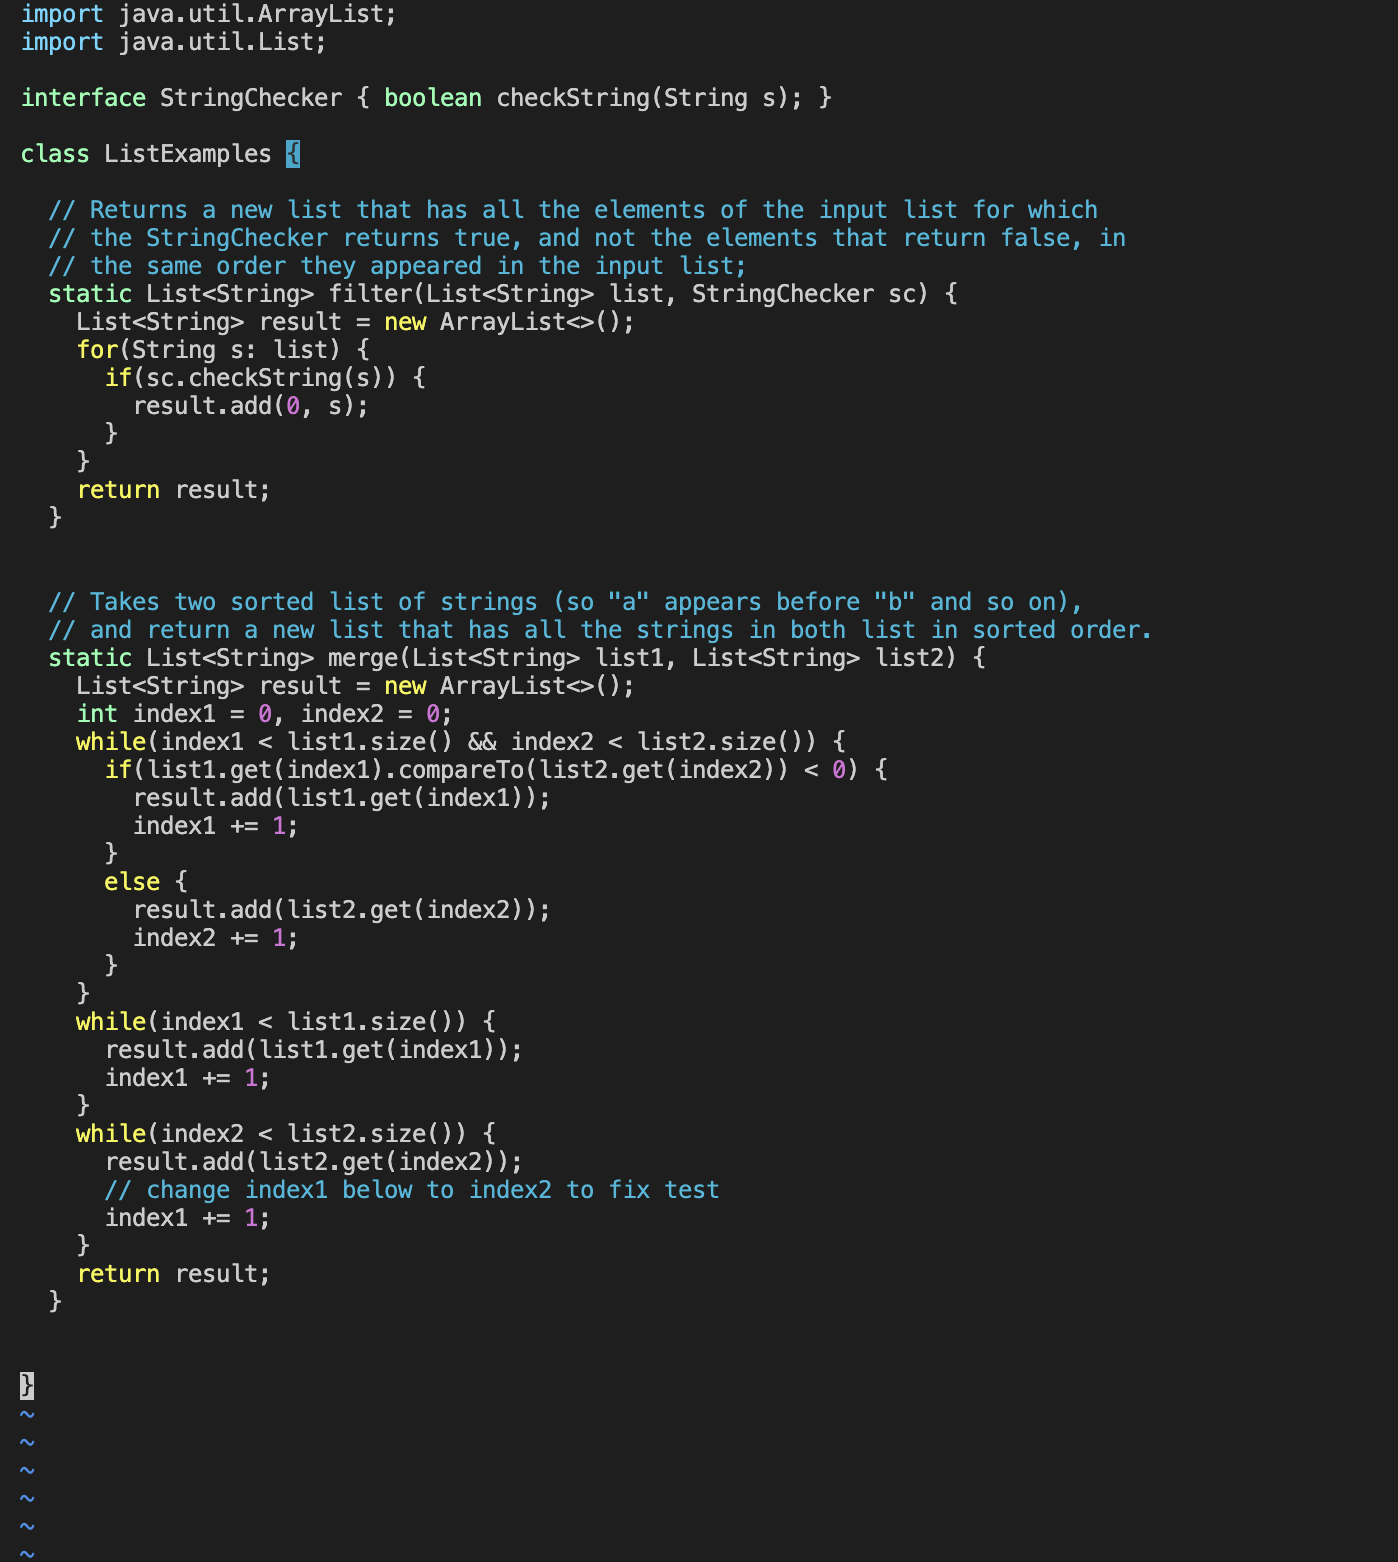 import java.util.ArrayList;
import java.util.List;

interface StringChecker { boolean checkString(String s); }

class ListExamples {

  // Returns a new list that has all the elements of the input list for which
  // the StringChecker returns true, and not the elements that return false, in
  // the same order they appeared in the input list;
  static List<String> filter(List<String> list, StringChecker sc) {
    List<String> result = new ArrayList<>();
    for(String s: list) {
      if(sc.checkString(s)) {
        result.add(0, s);
      }
    }
    return result;
  }


  // Takes two sorted list of strings (so "a" appears before "b" and so on),
  // and return a new list that has all the strings in both list in sorted order.
  static List<String> merge(List<String> list1, List<String> list2) {
    List<String> result = new ArrayList<>();
    int index1 = 0, index2 = 0;
    while(index1 < list1.size() && index2 < list2.size()) {
      if(list1.get(index1).compareTo(list2.get(index2)) < 0) {
        result.add(list1.get(index1));
        index1 += 1;
      }
      else {
        result.add(list2.get(index2));
        index2 += 1;
      }
    }
    while(index1 < list1.size()) {
      result.add(list1.get(index1));
      index1 += 1;
    }
    while(index2 < list2.size()) {
      result.add(list2.get(index2));
      // change index1 below to index2 to fix test
      index1 += 1;
    }
    return result;
  }


}
~
~
~
~
~
~